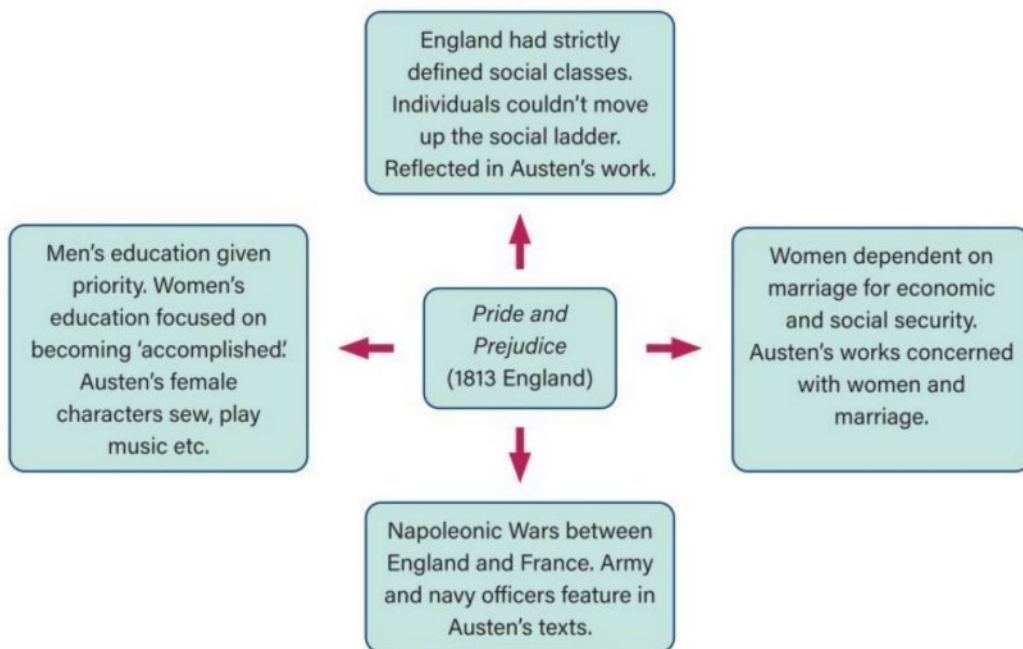 England had strictly
defined social classes.
Individuals couldn't move
up the social ladder.
Reflected in Austen's work.
Men's education given
priority. Women's
education focused on
becoming 'accomplished'.
Austen's female
characters sew, play
music etc.
Pride and
Prejudice
(1813 England)
Women dependent on
marriage for economic
and social security.
Austen's works concerned
with women and
marriage.
Napoleonic Wars between
England and France. Army
and navy officers feature in
Austen's texts.